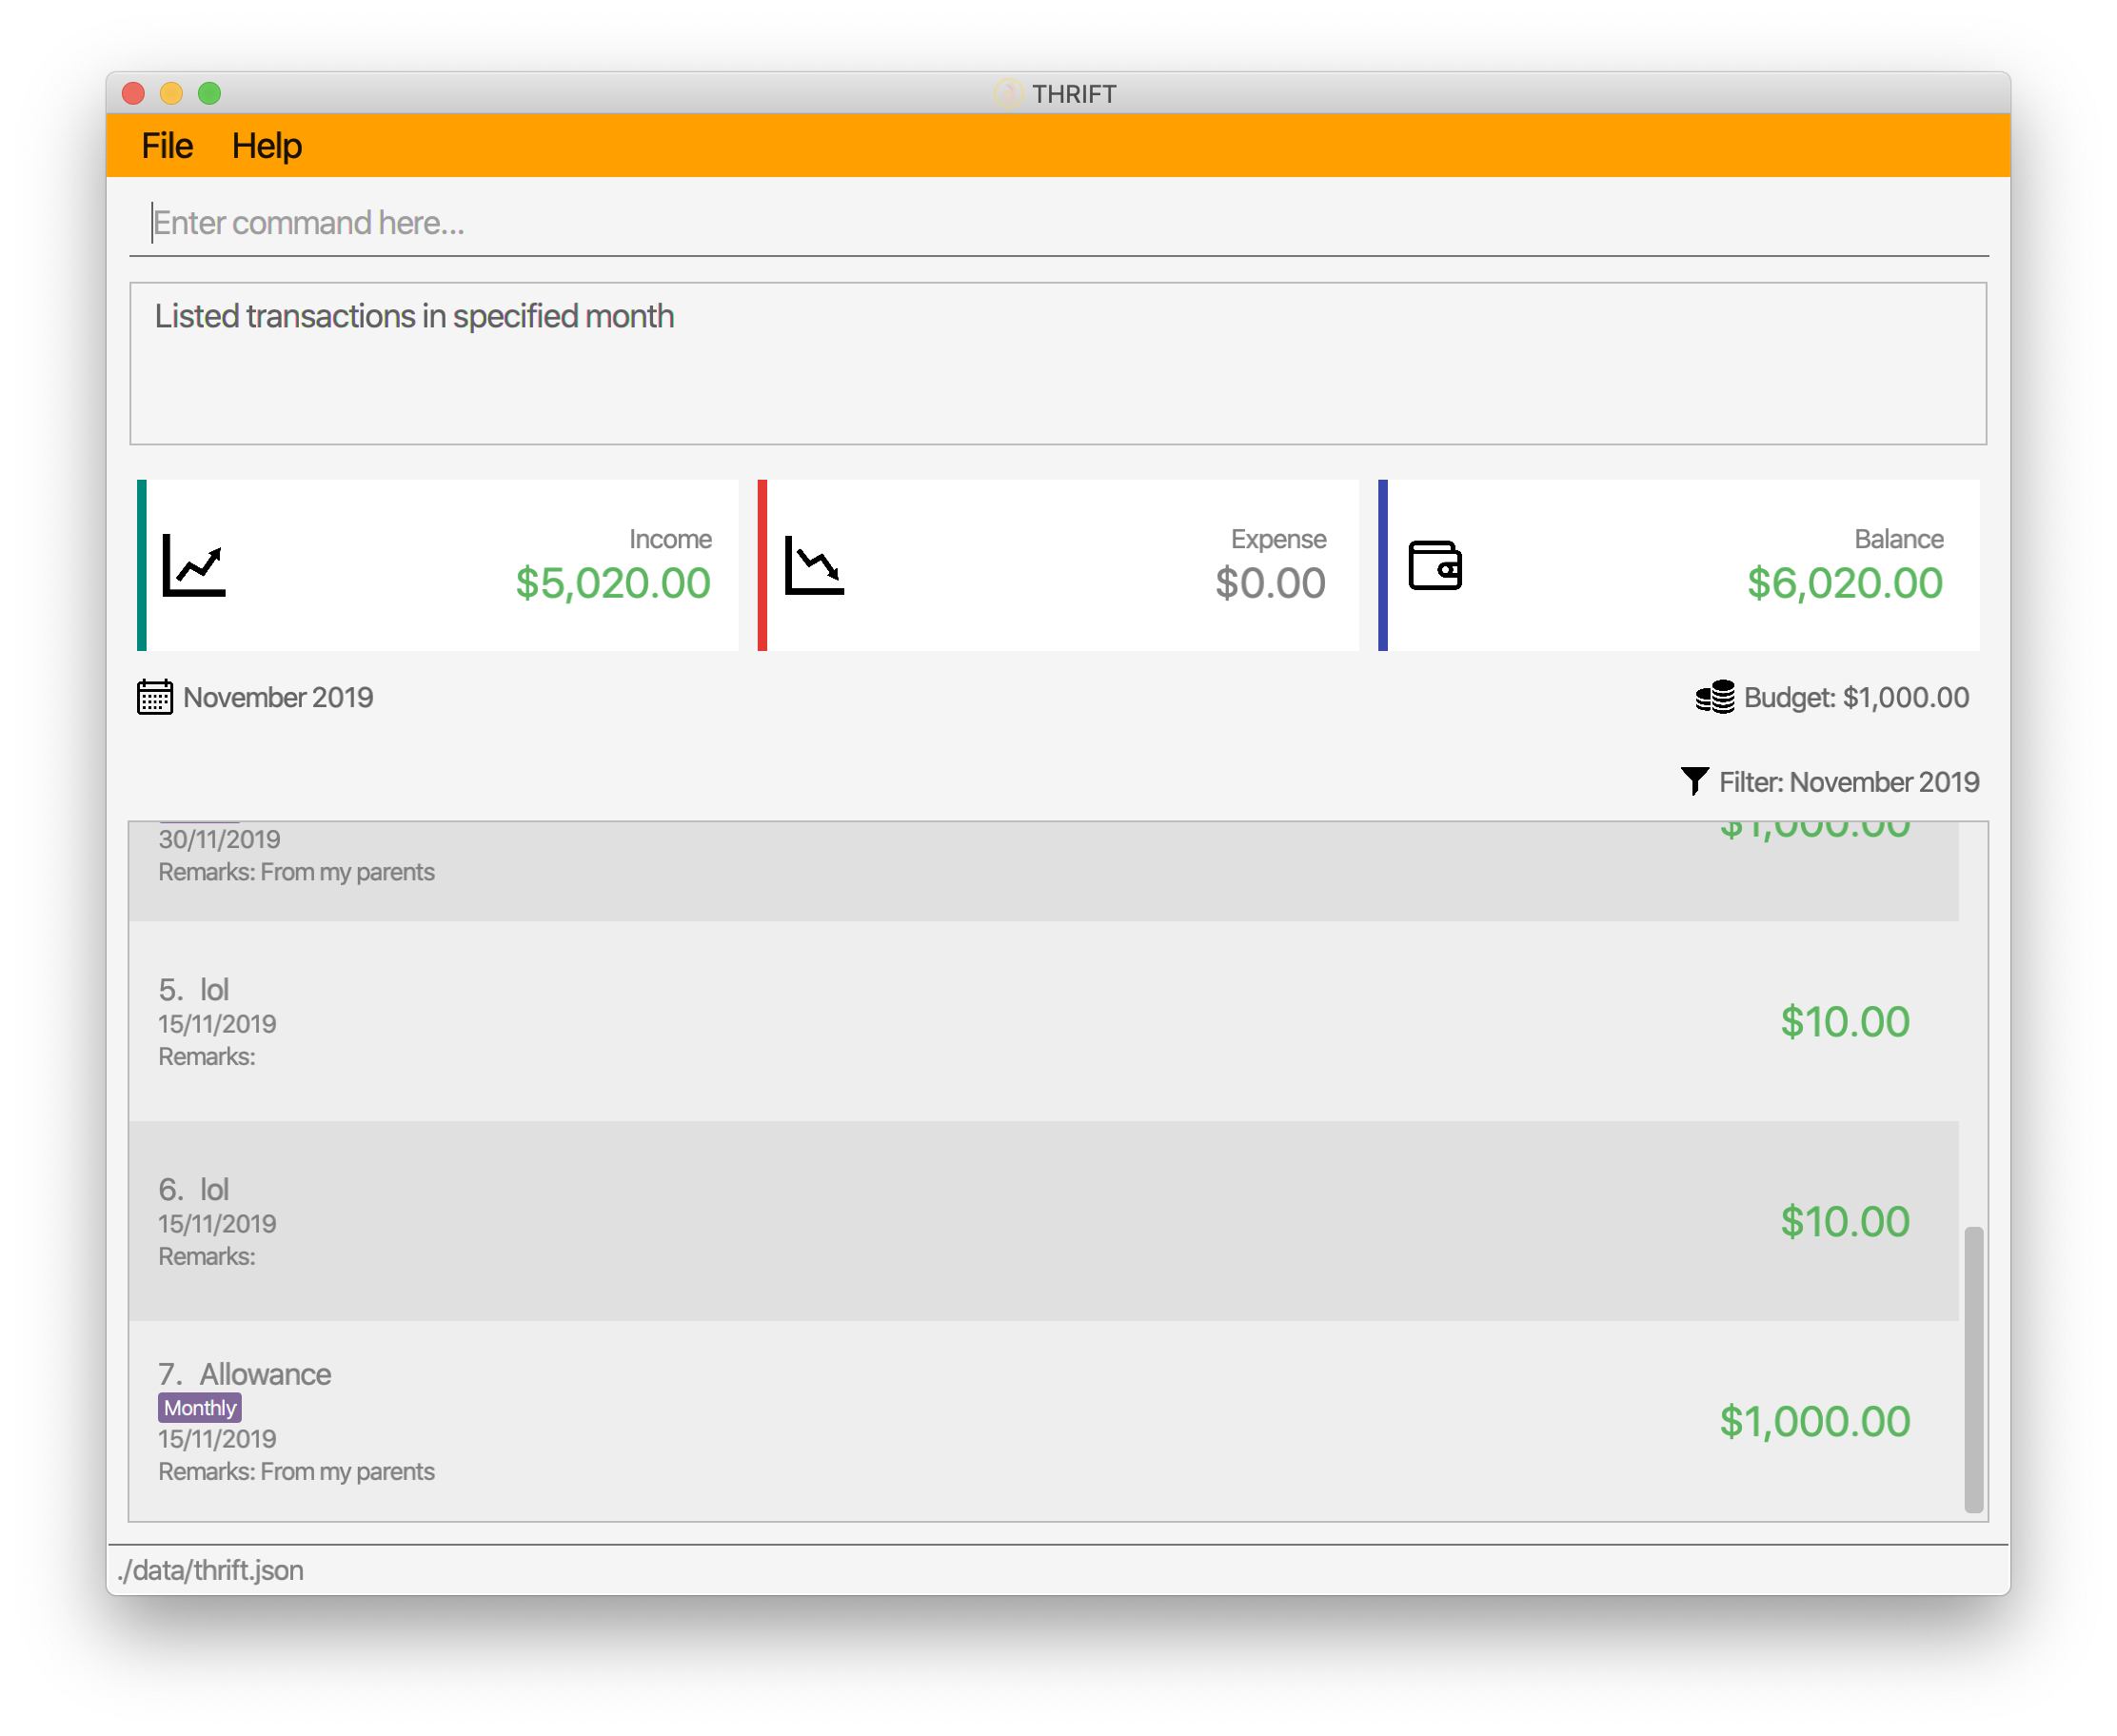 THRIFT
File Help
Enter command here...
Listed transactions in specified month
Income
$5,020.00
Expense
$0.00
Balance
$6,020.00
November 2019
Budget: $1,000.00
Filter: November 2019
$1,000.00
30/11/2019
Remarks: From my parents
5. lol
15/11/2019
Remarks:
$10.00
6. lol
15/11/2019
Remarks:
$10.00
7. Allowance
Monthly
15/11/2019
Remarks: From my parents
$1,000.00
./data/thrift.json